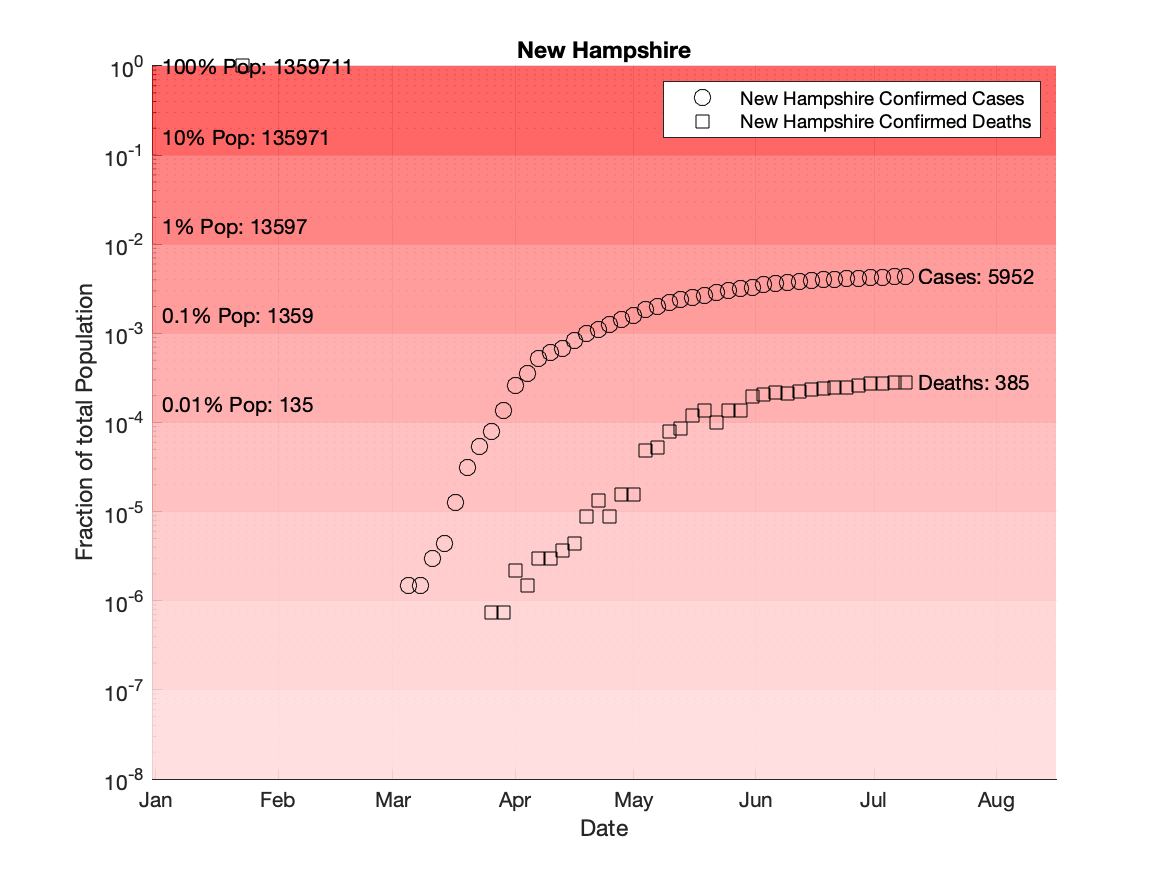 New Hampshire
10^0
100% Pop: 1359711
New Hampshire Confirmed Cases
New Hampshire Confirmed Deaths
10% Pop: 135971
10^-1
1% Pop: 13597
10^-2
Cases: 5952
0.1% Pop: 1359
10^-3
Deaths: 385
0.01% Pop: 135
10^-4
10^-5
10^-6
10^-7
10^-8
Fraction of total Population
Jan Feb Mar Apr May Jun Jul Aug
Date